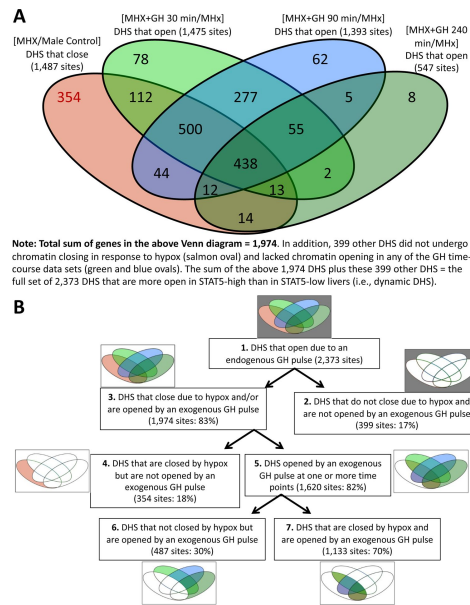 A
[MHX/Male Control]
DHS that close
(1,487 sites)
[MHX+GH 30 min/MHx]
DHS that open (1,475 sites)
[MHX+GH 90 min/MHx]
DHS that open (1,393 sites)
[MHX+GH 240
min/MHx]
DHS that open
(547 sites)
78
62
354
112
277
5
8
500
55
438
44
12
13
2
14
Note: Total sum of genes in the above Venn diagram = 1,974. In addition, 399 other DHS did not undergo
chromatin closing in response to hypox (salmon oval) and lacked chromatin opening in any of the GH time-
course data sets (green and blue ovals). The sum of the above 1,974 DHS plus these 399 other DHS = the
full set of 2,373 DHS that are more open in STAT5-high than in STAT5-low livers (i.e., dynamic DHS).
B
1. DHS that open due to an
endogenous GH pulse (2,373 sites)
3. DHS that close due to hypox and/or
are opened by an exogenous GH pulse
(1,974 sites: 83%)
2. DHS that do not close due to hypox and
are not opened by an exogenous GH pulse
(399 sites: 17%)
4. DHS that are closed by hypox
but are not opened by an
exogenous GH pulse
(354 sites: 18%)
5. DHS opened by an exogenous
GH pulse at one or more time
points (1,620 sites: 82%)
6. DHS that not closed by hypox but
are opened by an exogenous GH pulse
(487 sites: 30%)
7. DHS that are closed by hypox and
are opened by an exogenous GH pulse
(1,133 sites: 70%)